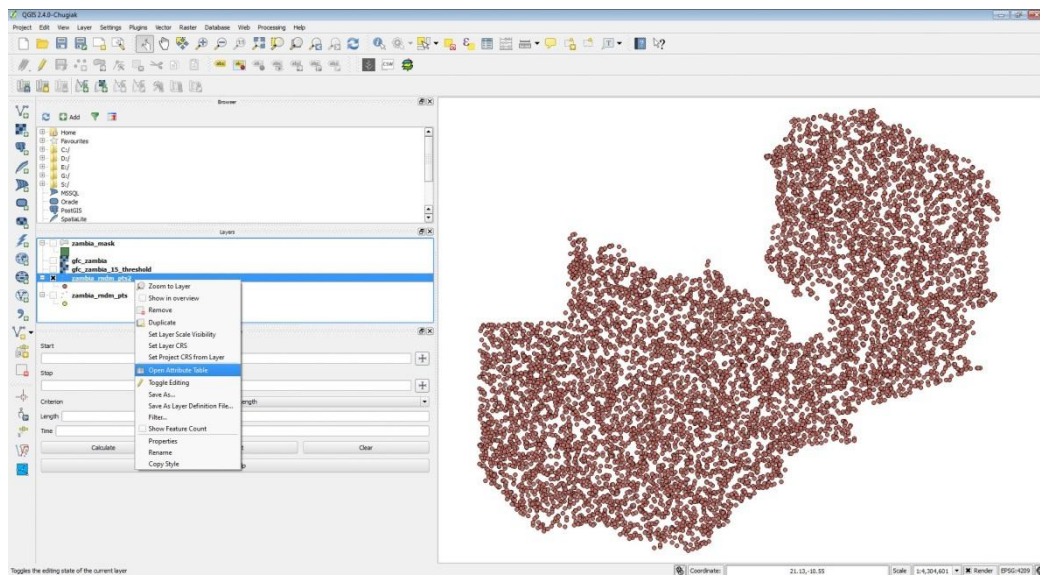 QGIS 2.4.0-Chugiak
Project Edit View Layer Settings Plugins Vector Raster Database Web Processing Help
Browser
Add
Home
Favourites
C:/
D:/
E:/
G:/
S:/
MSSQL
Oracle
PostGIS
SpatiaLite
Layers
zambia_mask
gfc_zambia
gfc_zambia_15_threshold
zambia_rndm_pts2
zambia_rndm_pts
Zoom to Layer
Show in overview
Remove
Duplicate
Set Layer Scale Visibility
Set Layer CRS
Set Project CRS from Layer
Open Attribute Table
Toggle Editing
Save As...
Save As Layer Definition File...
Filter...
Show Feature Count
Properties
Rename
Copy Style
Start
Stop
Criterion
Length
Time
Calculate
Clear
Toggles the editing state of the current layer
Coordinate: 21.13,-10.55 Scale 1:4,304,601 Render EPSG:4209